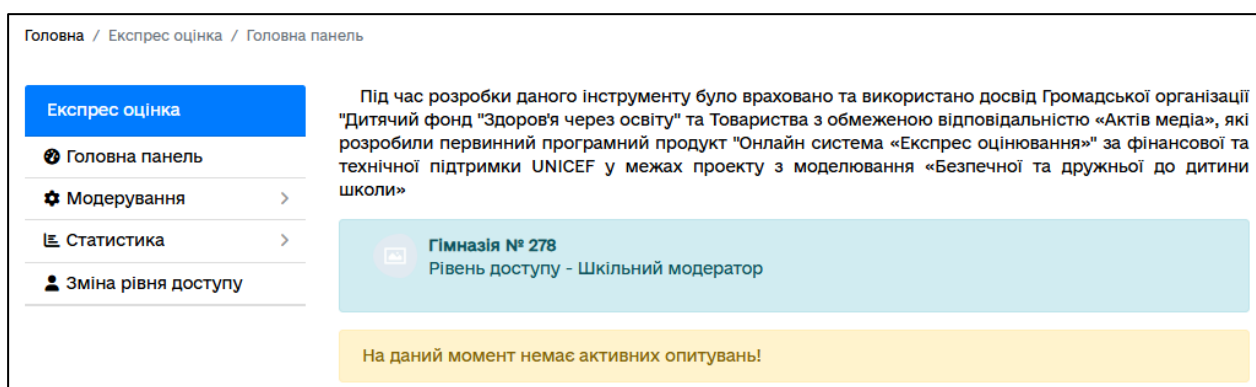 Головна / Експрес оцінка / Головна панель
Експрес оцінка
Головна панель
Модерування
Статистика
Зміна рівня доступу
Під час розробки даного інструменту було враховано та використано досвід Громадської організації
"Дитячий фонд "Здоров'я через освіту" та Товариства з обмеженою відповідальністю «Актів медіа», які
розробили первинний програмний продукт "Онлайн система «Експрес оцінювання»" за фінансової та
технічної підтримки UNICEF у межах проекту з моделювання «Безпечної та дружньої до дитини
школи»
Гімназія № 278
Рівень доступу - Шкільний модератор
На даний момент немає активних опитувань!